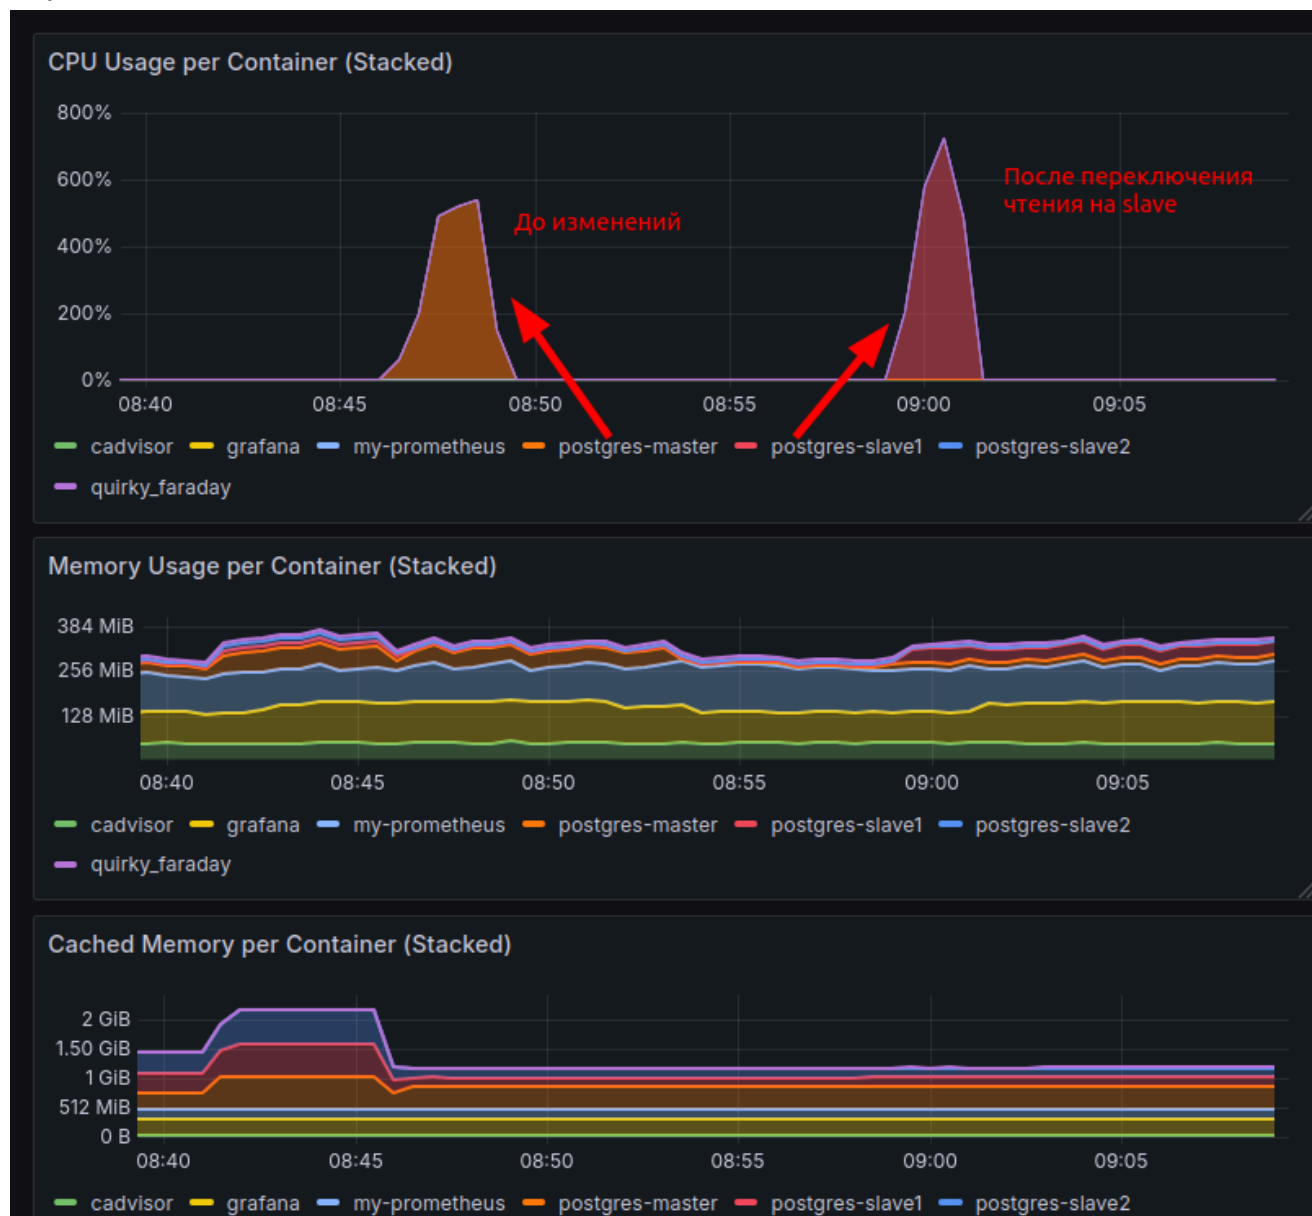 CPU Usage per Container (Stacked)
800%
600%
400%
200%
0%
До изменений
После переключения
чтения на slave
08:40 08:45 08:50 08:55 09:00 09:05
cadvisor grafana my-prometheus postgres-master postgres-slave1 postgres-slave2
quirky_faraday
Memory Usage per Container (Stacked)
384 MiB
256 MiB
128 MiB
08:40 08:45 08:50 08:55 09:00 09:05
cadvisor grafana my-prometheus postgres-master postgres-slave1 postgres-slave2
quirky_faraday
Cached Memory per Container (Stacked)
2 GiB
1.50 GiB
1 GiB
512 MiB
0 B
08:40 08:45 08:50 08:55 09:00 09:05
cadvisor grafana my-prometheus postgres-master postgres-slave1 postgres-slave2